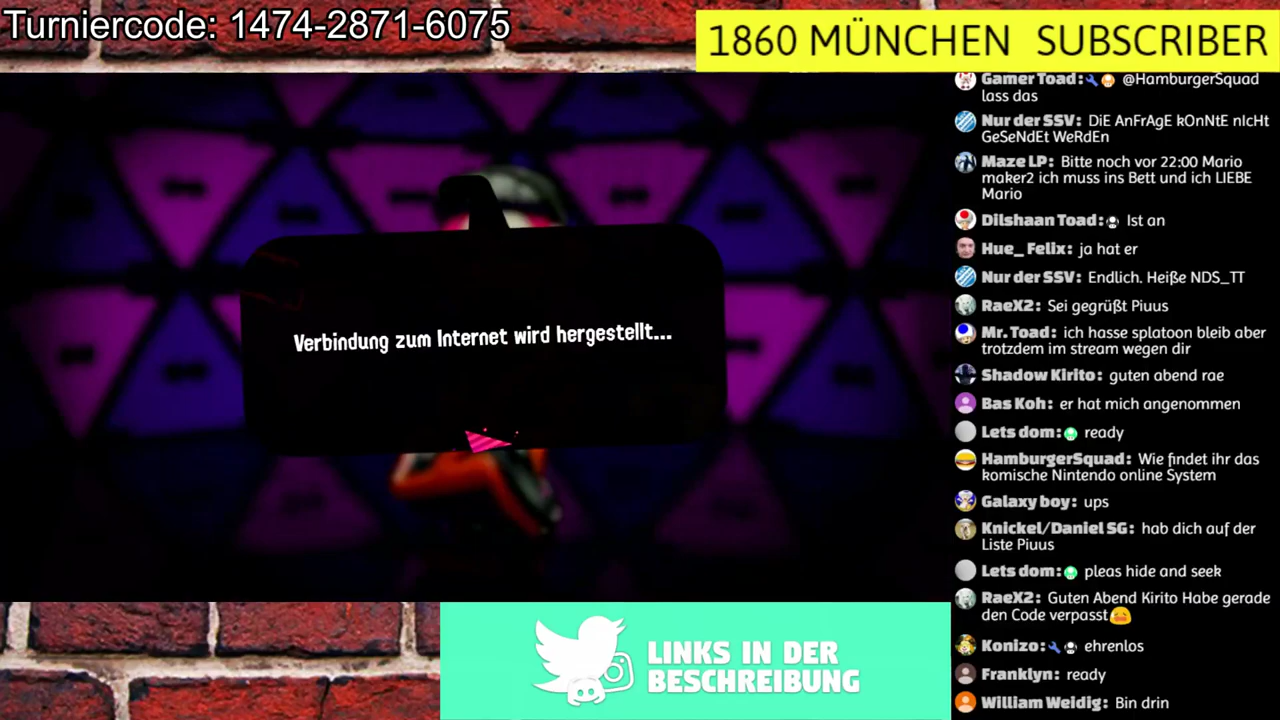 Turniercode: 1474-2871-6075
1860 MÜNCHEN SUBSCRIBER
Gamer Toad: @HamburgerSquad
lass das
Nur der SSV: DiE AnFrAgE kOnNtE nIcHt
GeSeNdEt WeRdEn
Maze LP: Bitte noch vor 22:00 Mario
maker2 ich muss ins Bett und ich LIEBE
Mario
Dilshaan Toad: Ist an
Hue_Felix: ja hat er
Nur der SSV: Endlich. Heiße NDS_TT
RaeX2: Sei gegrüßt Piuus
Mr. Toad: ich hasse splatoon bleib aber
trotzdem im stream wegen dir
Shadow Kirito: guten abend rae
Bas Koh: er hat mich angenommen
Lets dom: ready
HamburgerSquad: Wie findet ihr das
komische Nintendo online System
Galaxy boy: ups
Knickel/Daniel SG: hab dich auf der
Liste Piuus
Lets dom: pleas hide and seek
RaeX2: Guten Abend Kirito Habe gerade
den Code verpasst😩
Konizo: ehrenlos
Franklyn: ready
William Weidig: Bin drin
Verbindung zum Internet wird hergestellt...
LINKS IN DER
BESCHREIBUNG